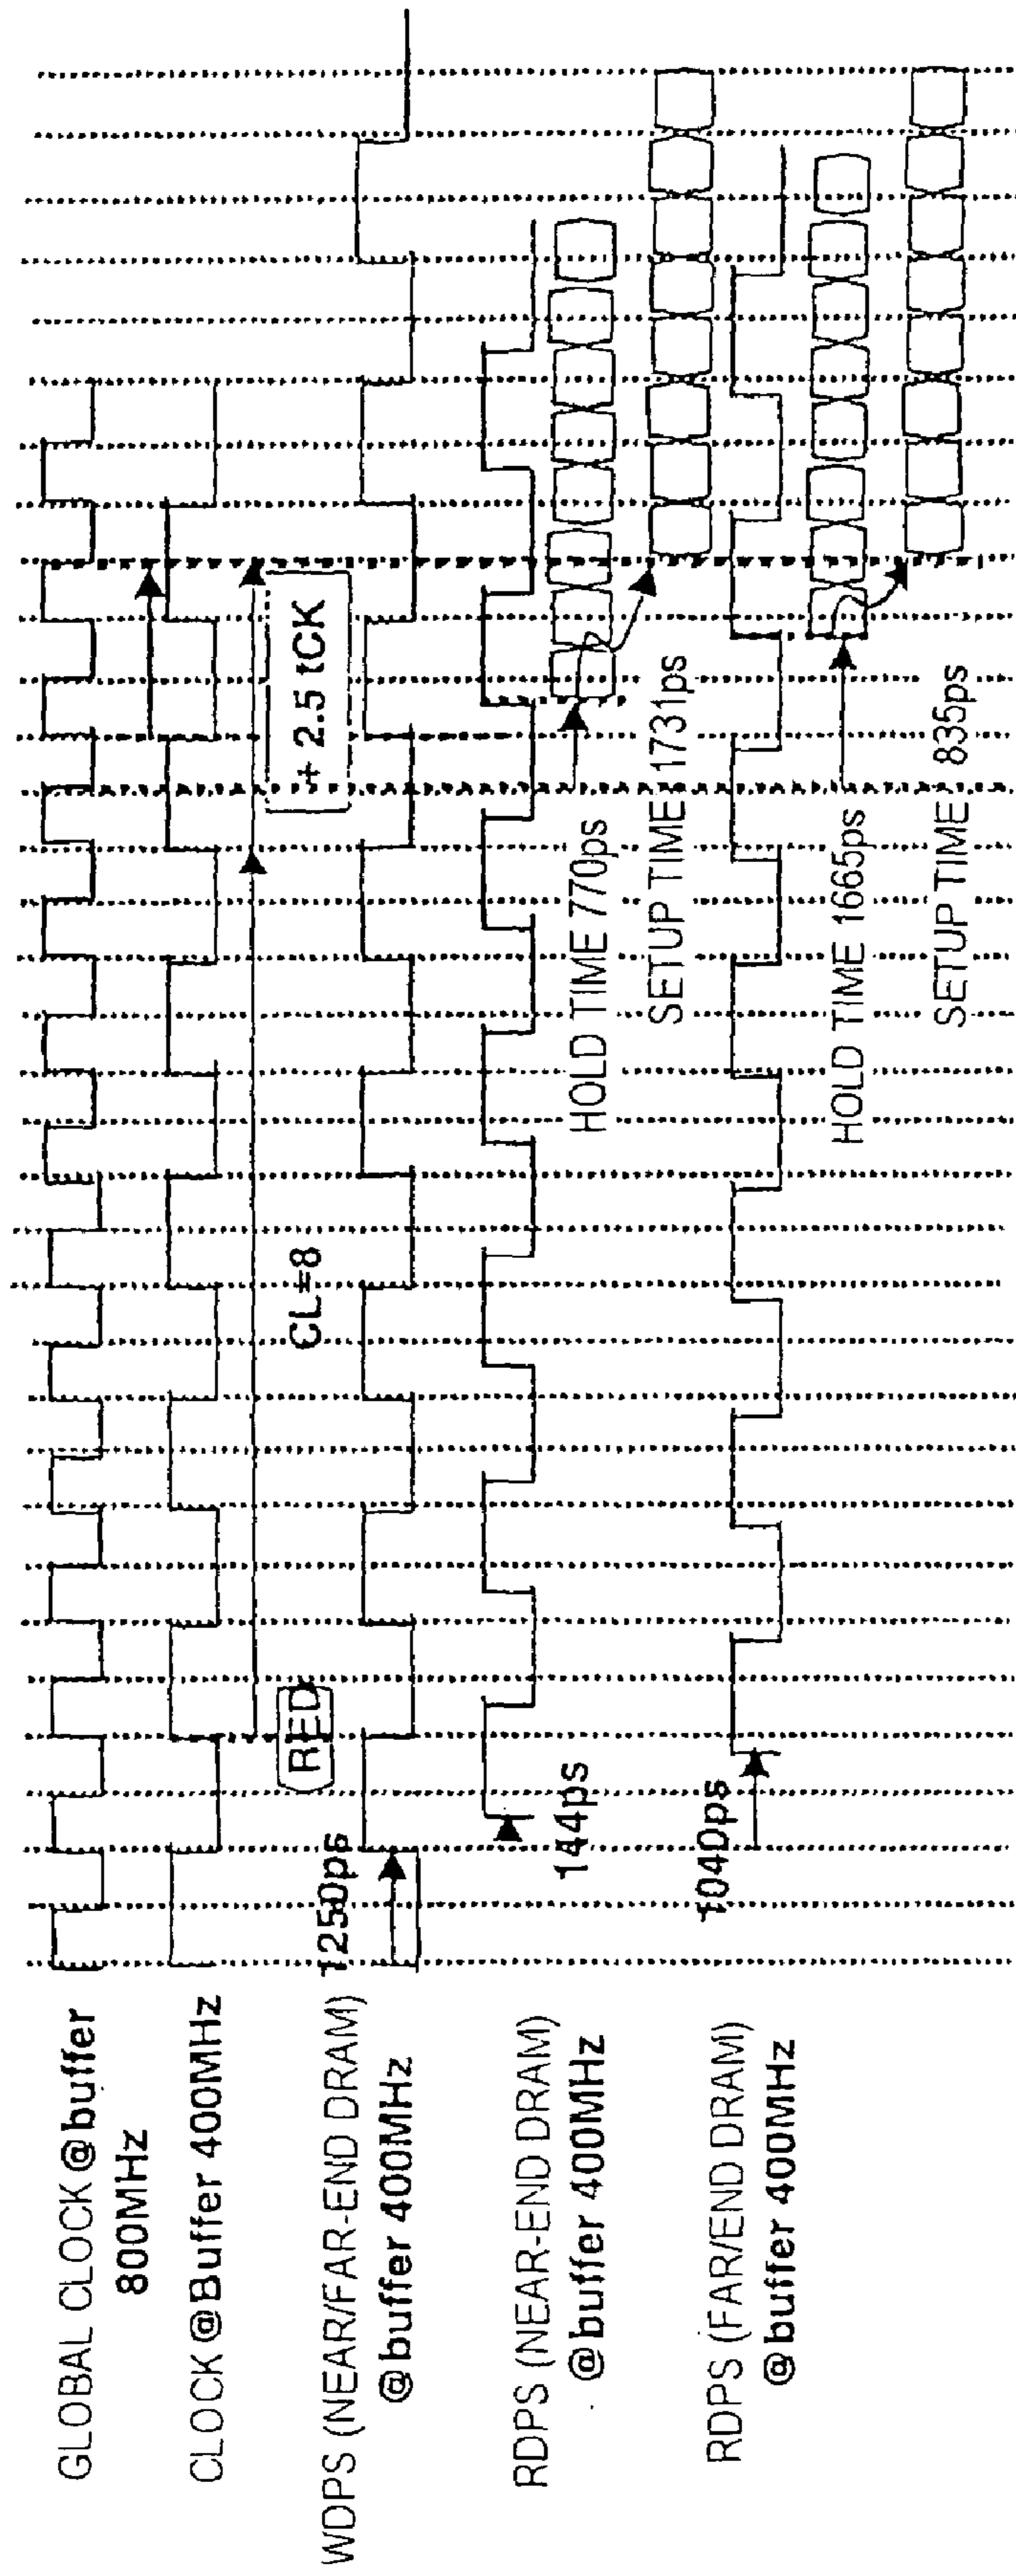 GLOBAL CLOCK @buffer
800MHz
CLOCK @Buffer 400MHz
WDPS (NEAR/FAR-END DRAM)
@buffer 400MHz
RDPS (NEAR-END DRAM)
@buffer 400MHz
RDPS (FAR/END DRAM)
@buffer 400MHz
RED
CL=8
+ 2.5 tCK
1250ps
144ps
HOLD TIME 770ps
SETUP TIME 1731ps
1040ps
HOLD TIME 1665ps
SETUP TIME 835ps